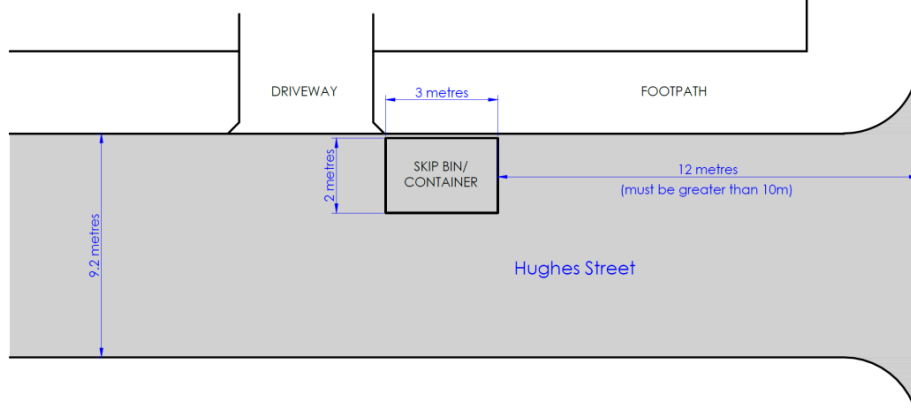 DRIVEWAY
3 metres
FOOTPATH
SKIP BIN/
CONTAINER
2 metres
12 metres
(must be greater than 10m)
9.2 metres
Hughes Street